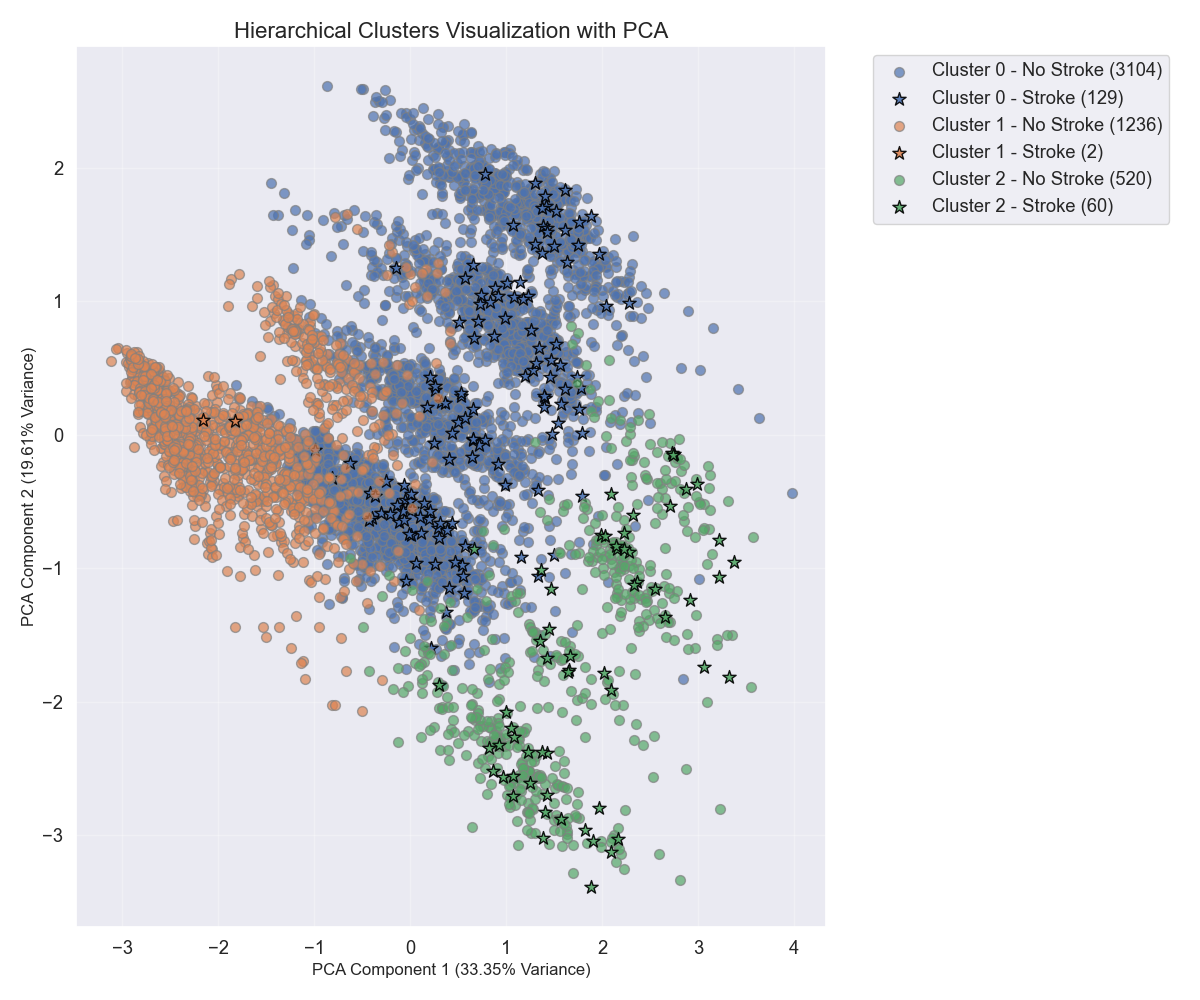 Hierarchical Clusters Visualization with PCA
Cluster 0 - No Stroke (3104)
Cluster 0 - Stroke (129)
Cluster 1 - No Stroke (1236)
Cluster 1 - Stroke (2)
Cluster 2 - No Stroke (520)
Cluster 2 - Stroke (60)
PCA Component 2 (19.61% Variance)
2
1
0
−1
−2
−3
−3 −2 −1 0 1 2 3 4
PCA Component 1 (33.35% Variance)